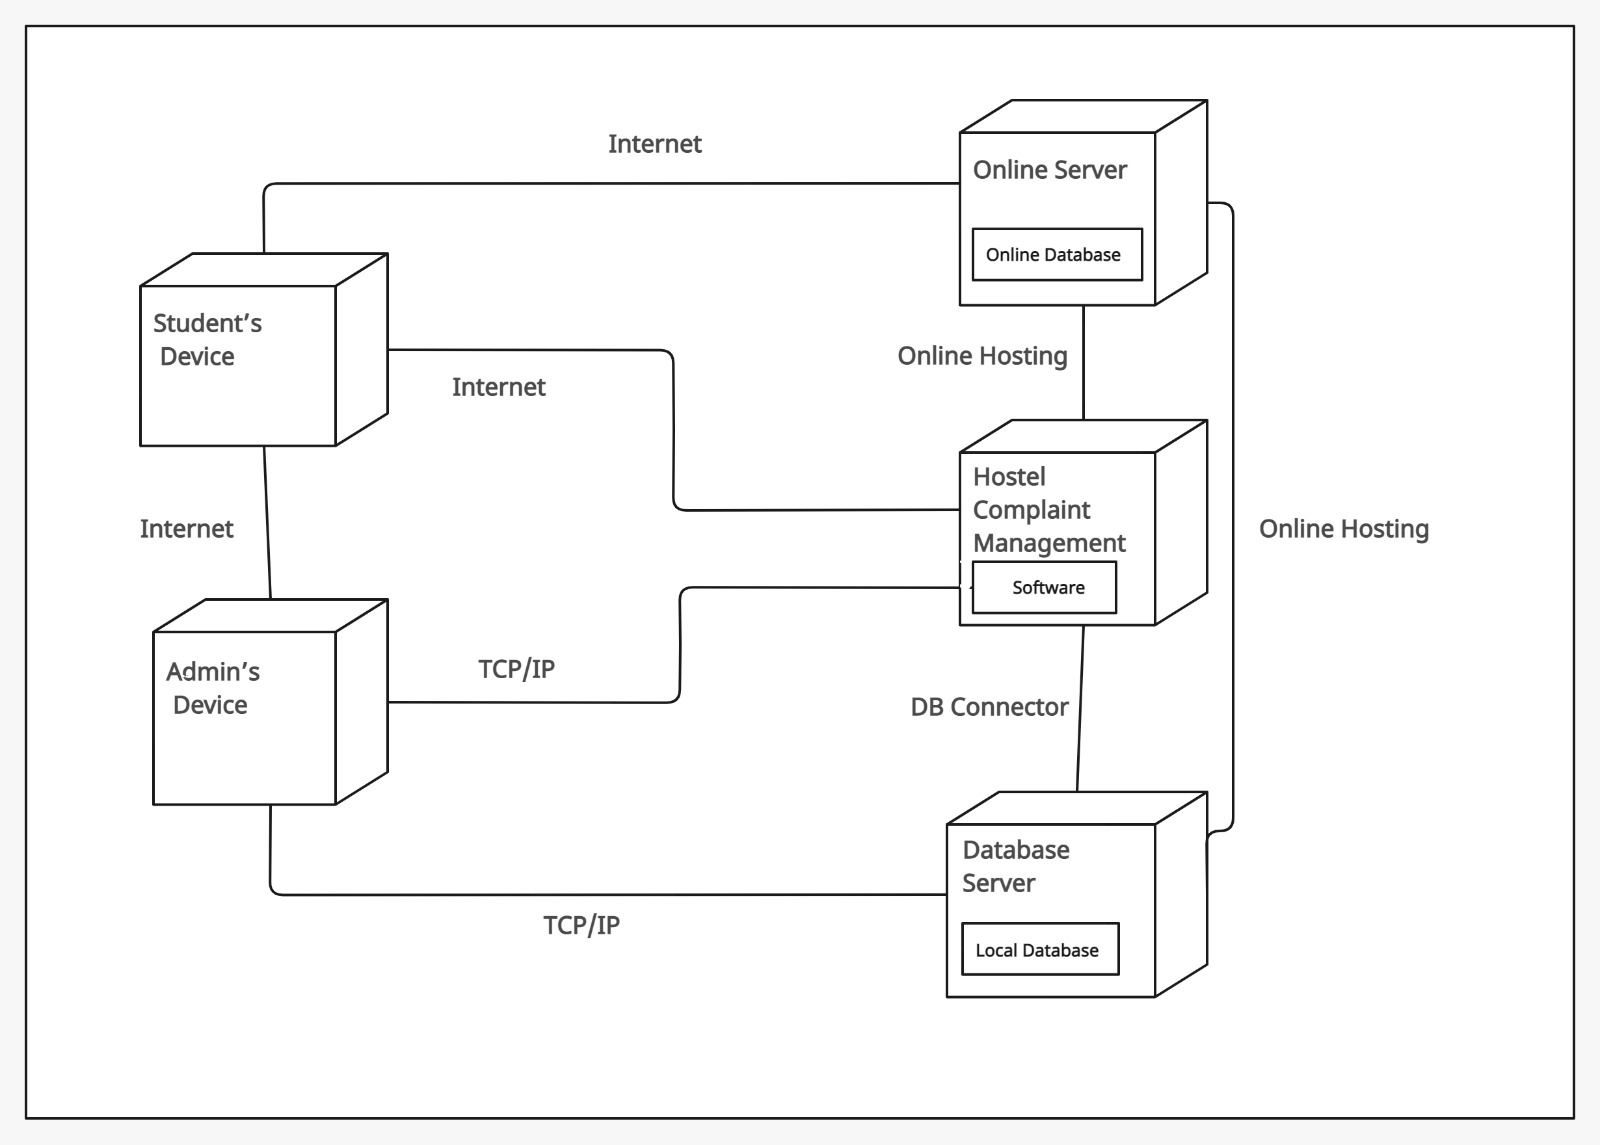 Internet
Online Server
Online Database
Student’s
Device
Online Hosting
Internet
Hostel
Complaint
Management
Software
Internet
Online Hosting
Admin’s
Device
TCP/IP
DB Connector
Database
Server
Local Database
TCP/IP